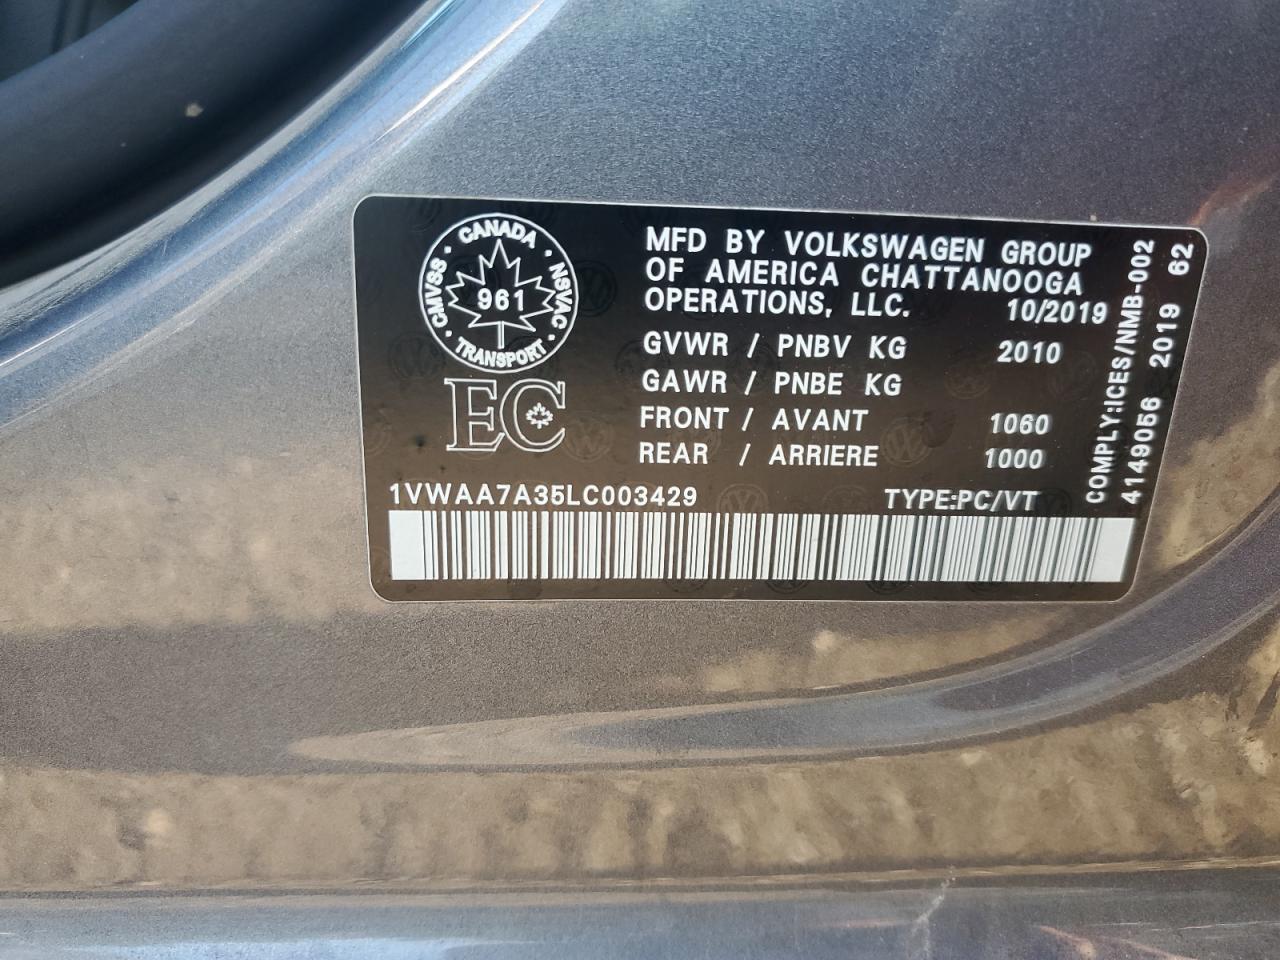 CMVSS · CANADA · NSVAC · TRANSPORT ·
961
EC
MFD BY VOLKSWAGEN GROUP
OF AMERICA CHATTANOOGA
OPERATIONS, LLC. 10/2019
GVWR / PNBV KG 2010
GAWR / PNBE KG
FRONT / AVANT 1060
REAR / ARRIERE 1000
1VWAA7A35LC003429 TYPE:PC/VT
COMPLY:ICES/NMB-002
4149056 2019 62